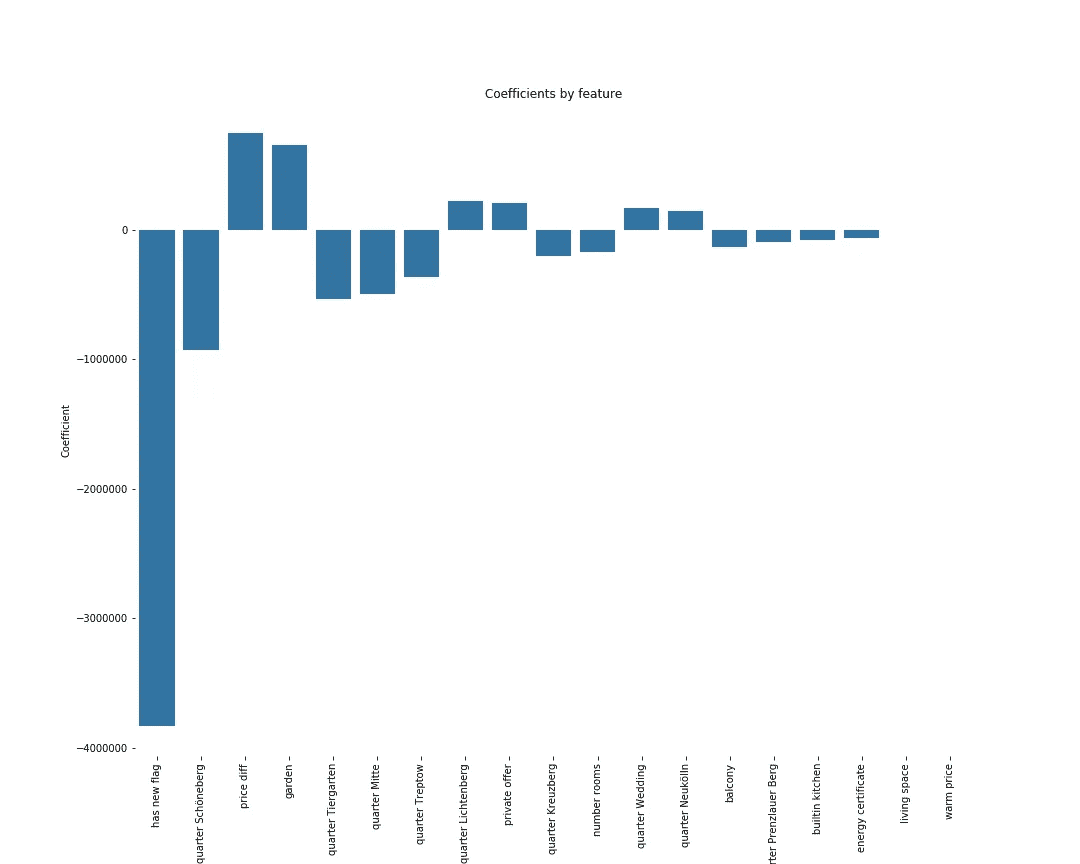 Coefficients by feature
0
−1000000
−2000000
−3000000
−4000000
Coefficient
has new flag
quarter Schöneberg
price diff
garden
quarter Tiergarten
quarter Mitte
quarter Treptow
quarter Lichtenberg
private offer
quarter Kreuzberg
number rooms
quarter Wedding
quarter Neukölln
balcony
rter Prenzlauer Berg
builtin kitchen
energy certificate
living space
warm price